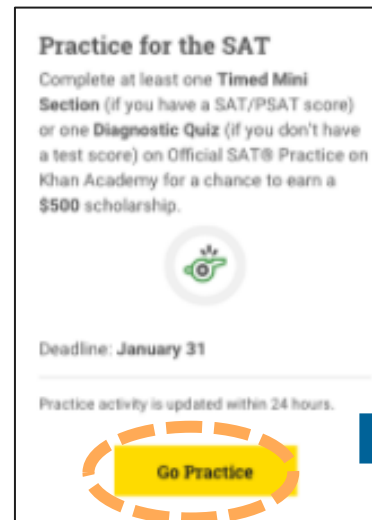 Practice for the SAT
Complete at least one Timed Mini
Section (if you have a SAT/PSAT score)
or one Diagnostic Quiz (if you don't have
a test score) on Official SAT® Practice on
Khan Academy for a chance to earn a
$500 scholarship.
Deadline: January 31
Practice activity is updated within 24 hours.
Go Practice